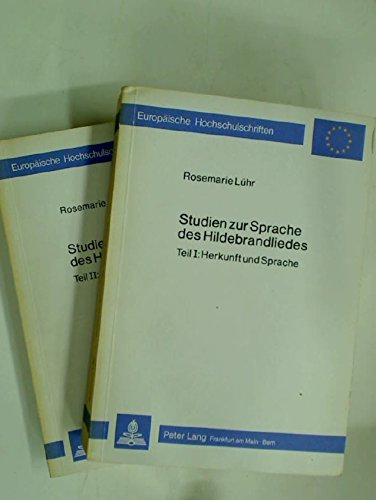 Europäische Hochschulschriften
Rosemarie Lühr
Studien zur Sprache
des Hildebrandliedes
Teil I: Herkunft und Sprache
Peter Lang Frankfurt am Main · Bern
Europäische Hochschulsc
Rosemarie
Studien
des H
Teil II: